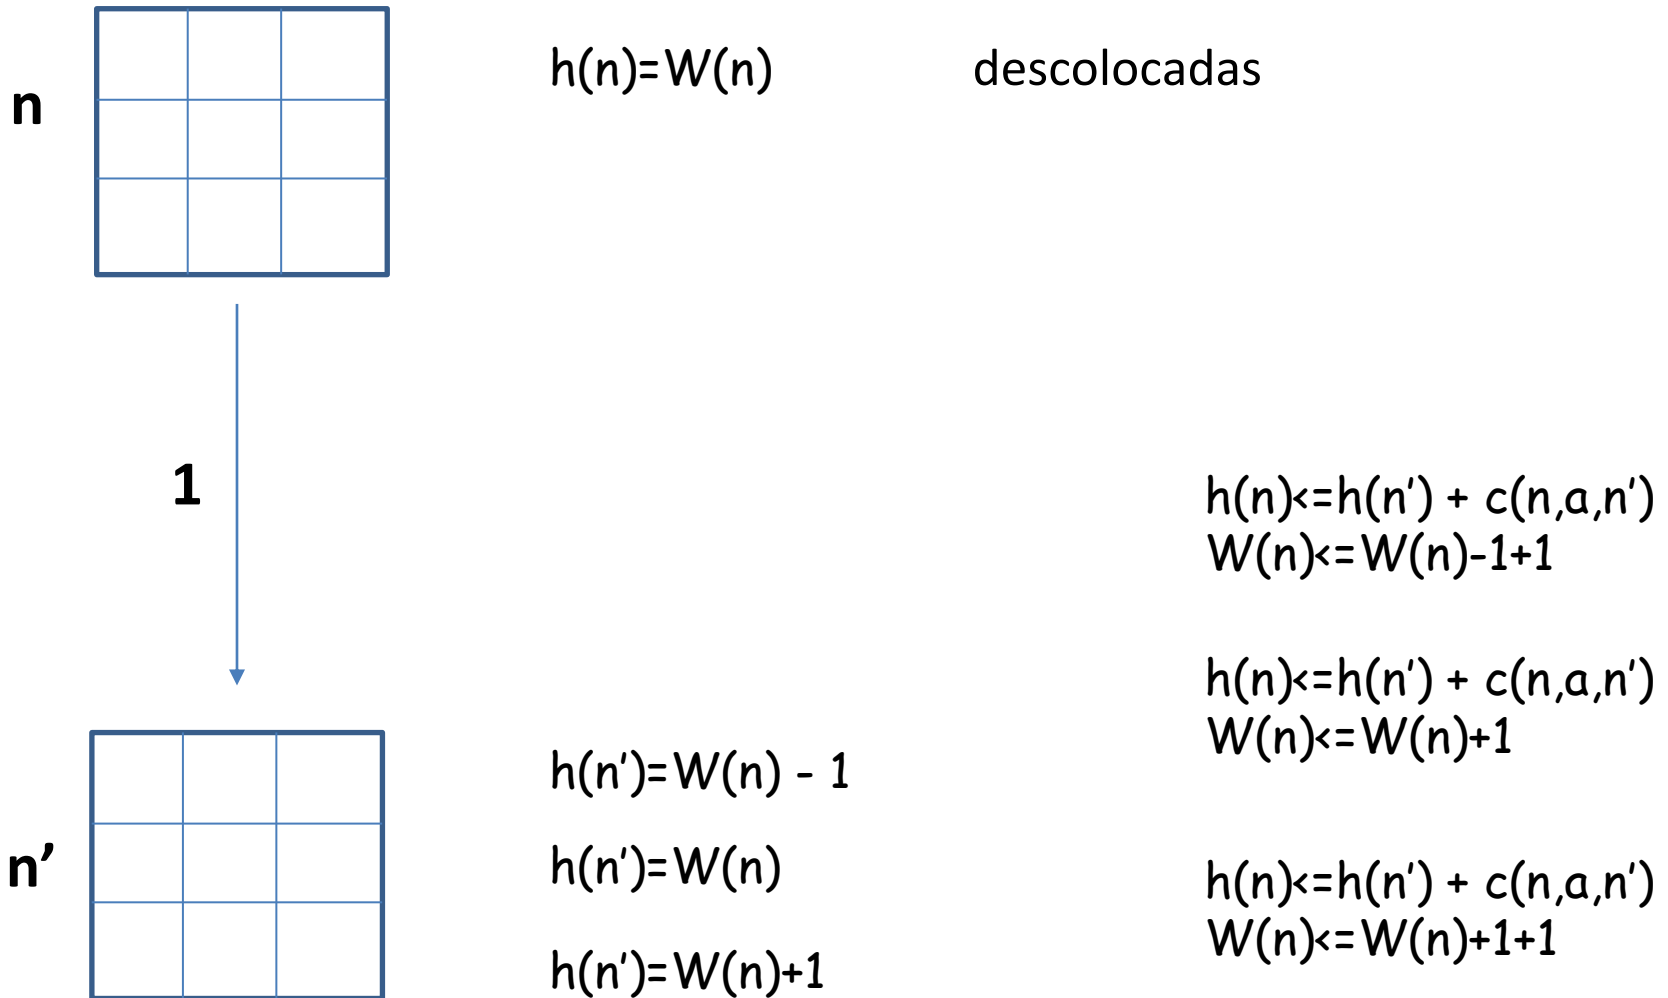 n
h(n)=W(n)
descolocadas
1
h(n)<=h(n') + c(n,a,n')
W(n)<=W(n)-1+1
h(n)<=h(n') + c(n,a,n')
W(n)<=W(n)+1
n’
h(n')=W(n) - 1
h(n')=W(n)
h(n')=W(n)+1
h(n)<=h(n') + c(n,a,n')
W(n)<=W(n)+1+1